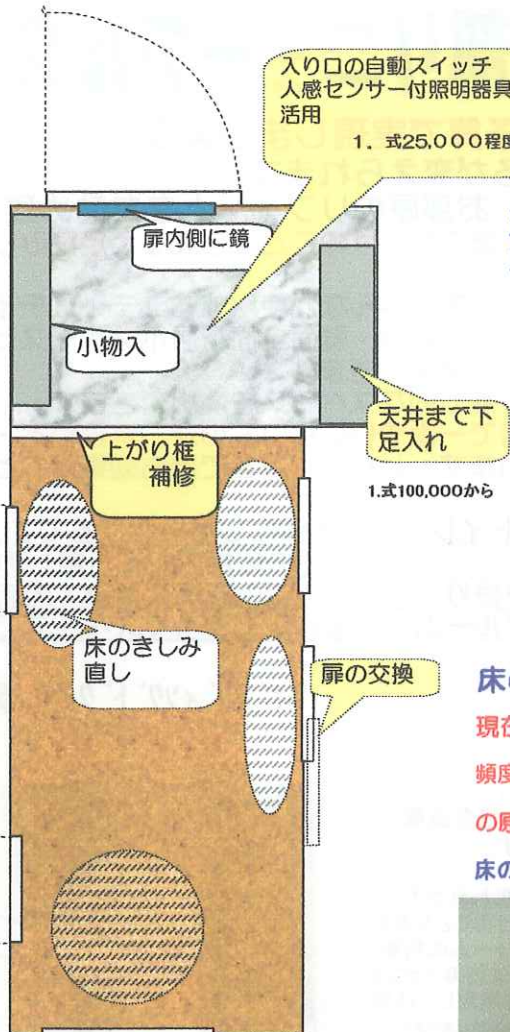 入り口の自動スイッチ
人感センサー付照明器具
活用
1．式25,000程度
扉内側に鏡
小物入
天井まで下
足入れ
1.式100,000から
上がり框
補修
床のきしみ
直し
扉の交換
床の
現在
頻度
の原
床の